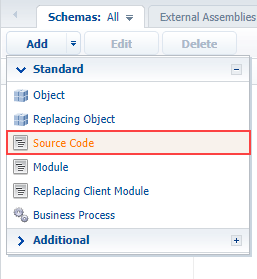 Schemas: All External Assemblies
Add Edit Delete
Standard
Object
Replacing Object
Source Code
Module
Replacing Client Module
Business Process
Additional